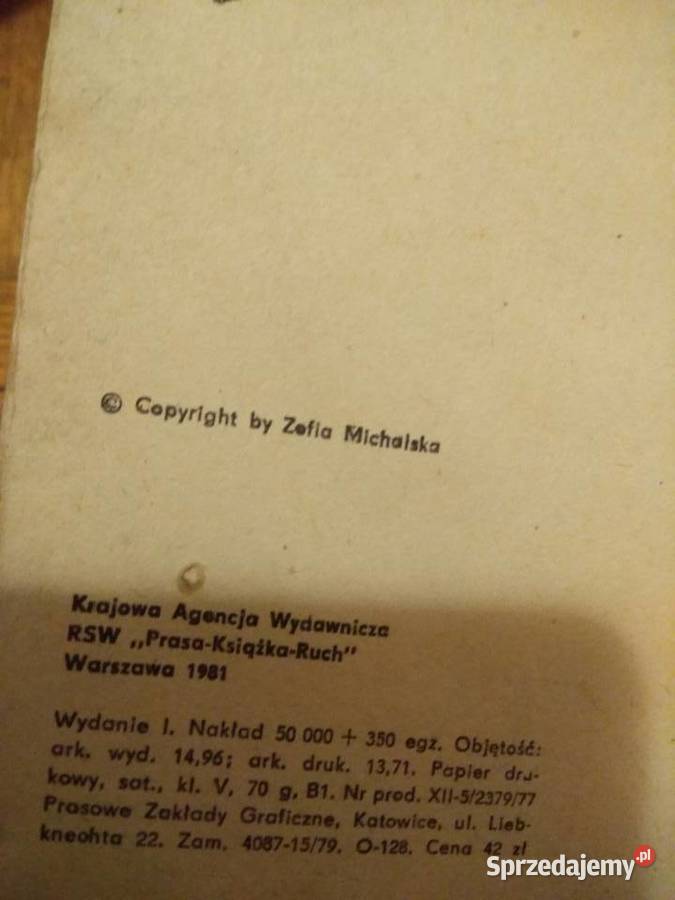 © Copyright by Zofia Michalska
Krajowa Agencja Wydawnicza
RSW „Prasa-Książka-Ruch"
Warszawa 1981
Wydanie I. Nakład 50 000 + 350 egz. Objętość:
ark. wyd. 14,96; ark. druk. 13,71. Papier dru-
kowy, sat., kl. V, 70 g, B1. Nr prod. XII-5/2379/77
Prasowe Zakłady Graficzne, Katowice, ul. Lieb-
kneohta 22. Zam. 4087-15/79. O-128. Cena 42 zł
Sprzedajemy.pl